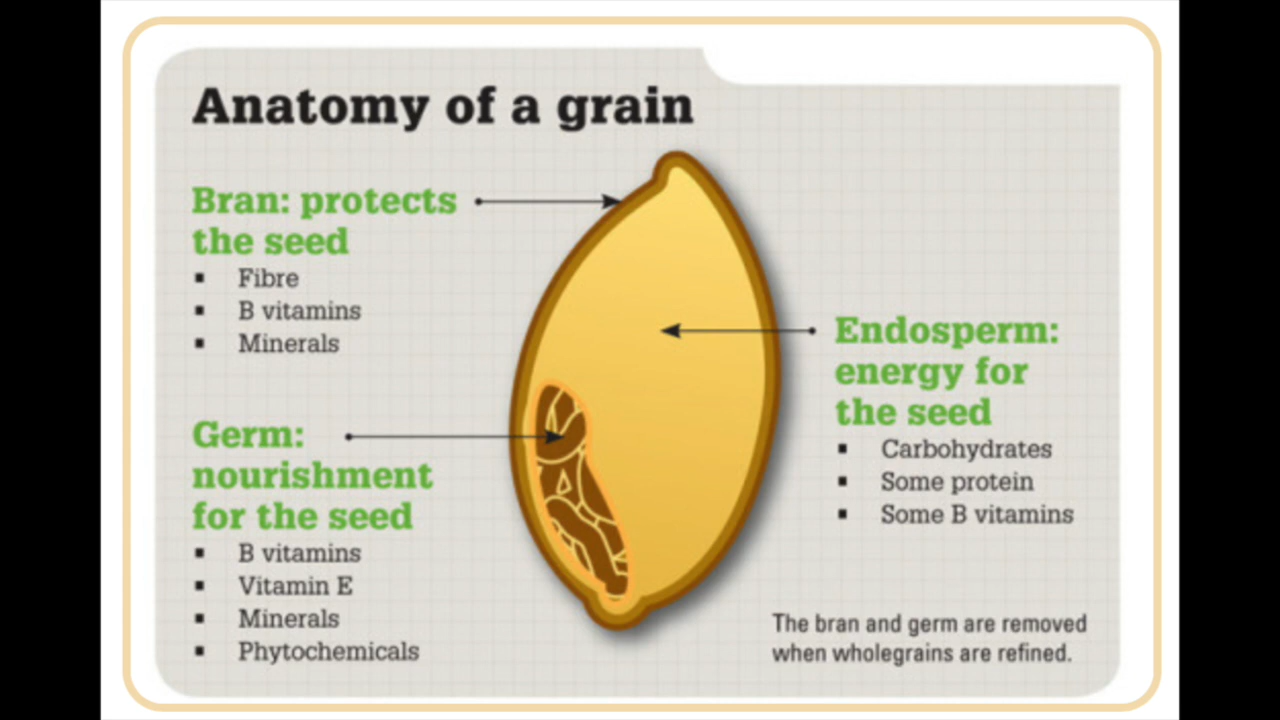 Anatomy of a grain
Bran: protects
the seed
▪ Fibre
▪ B vitamins
▪ Minerals
Germ:
nourishment
for the seed
▪ B vitamins
▪ Vitamin E
▪ Minerals
▪ Phytochemicals
Endosperm:
energy for
the seed
▪ Carbohydrates
▪ Some protein
▪ Some B vitamins
The bran and germ are removed
when wholegrains are refined.